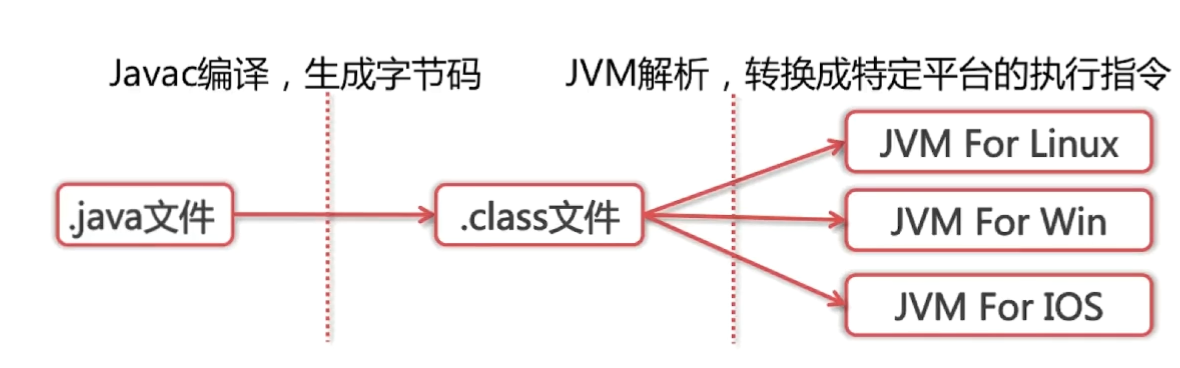 Javac编译，生成字节码
JVM解析，转换成特定平台的执行指令
.java文件
.class文件
JVM For Linux
JVM For Win
JVM For IOS